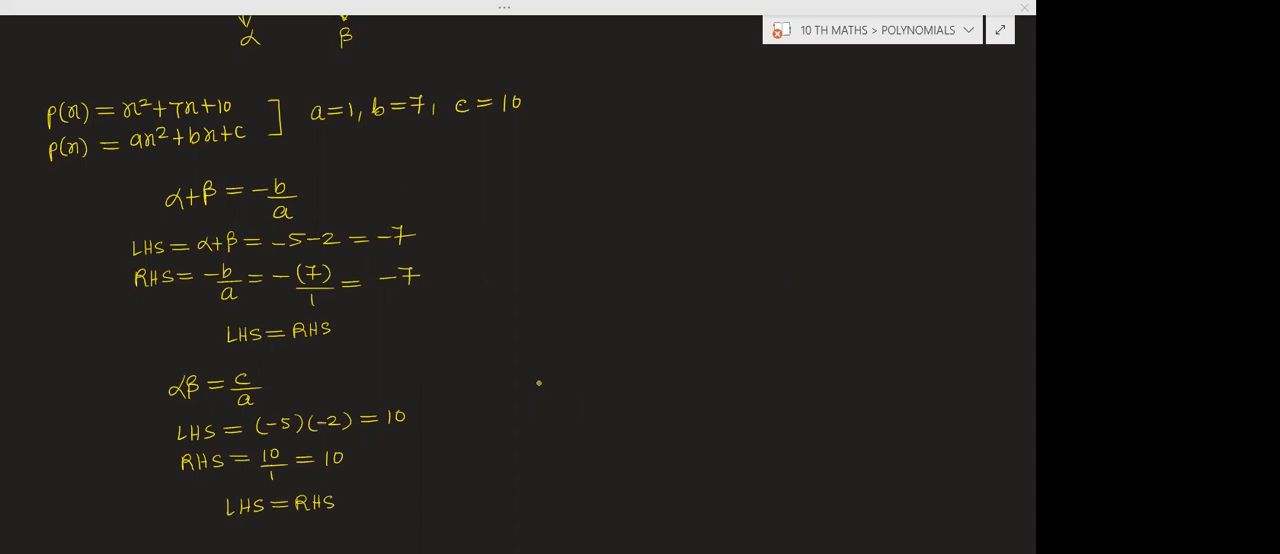 10 TH MATHS > POLYNOMIALS
α β
p(x) = x²+7x+10
p(x) = ax²+bx+c ] a=1, b=7, c=10
α+β = -b/a
LHS = α+β = -5-2 = -7
RHS = -b/a = -(7)/1 = -7
LHS = RHS
αβ = c/a
LHS = (-5)(-2) = 10
RHS = 10/1 = 10
LHS = RHS